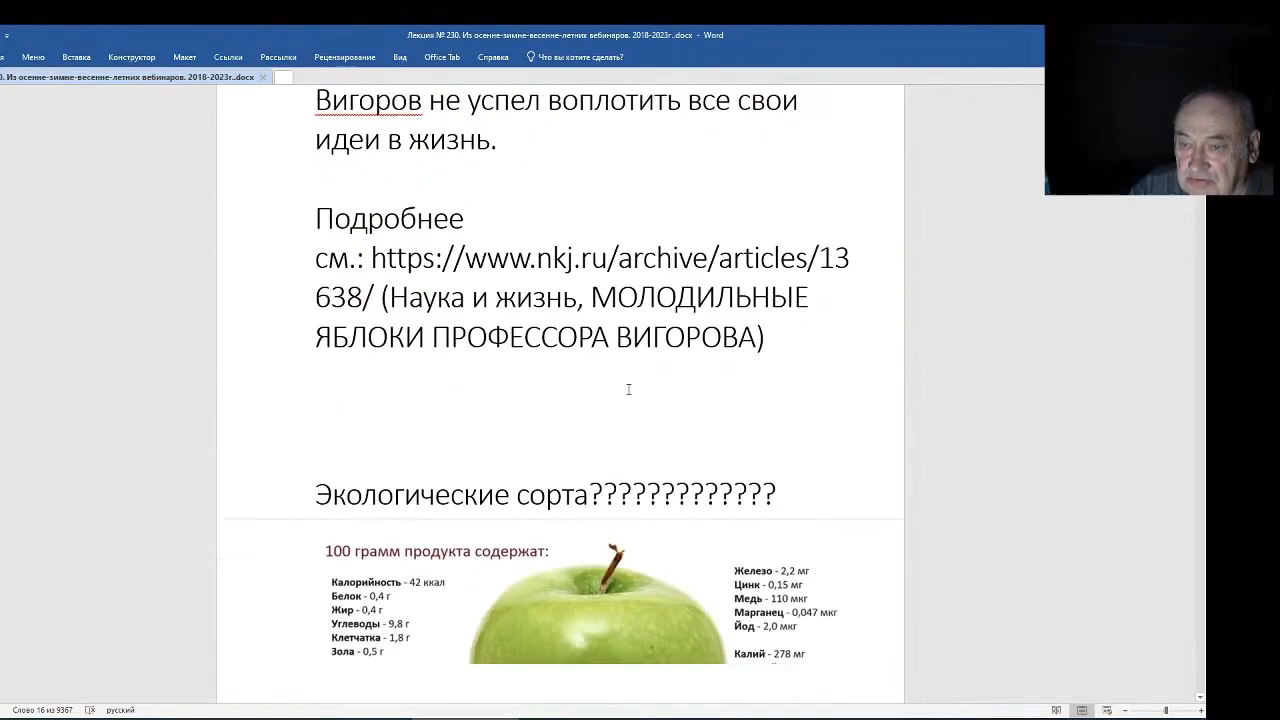 Лекция № 230. Из осенне-зимне-весенне-летних вебинаров. 2018-2023г..docx - Word
Меню Вставка Конструктор Макет Ссылки Рассылки Рецензирование Вид Office Tab Справка Что вы хотите сделать?
0. Из осенне-зимне-весенне-летних вебинаров. 2018-2023г..docx
Вигоров не успел воплотить все свои
идеи в жизнь.
Подробнее
см.: https://www.nkj.ru/archive/articles/13
638/ (Наука и жизнь, МОЛОДИЛЬНЫЕ
ЯБЛОКИ ПРОФЕССОРА ВИГОРОВА)
Экологические сорта?????????????
100 грамм продукта содержат:
Калорийность - 42 ккал
Белок - 0,4 г
Жир - 0,4 г
Углеводы - 9,8 г
Клетчатка - 1,8 г
Зола - 0,5 г
Железо - 2,2 мг
Цинк - 0,15 мг
Медь - 110 мкг
Марганец - 0,047 мкг
Йод - 2,0 мкг
Калий - 278 мг
Слово 16 из 9367 русский